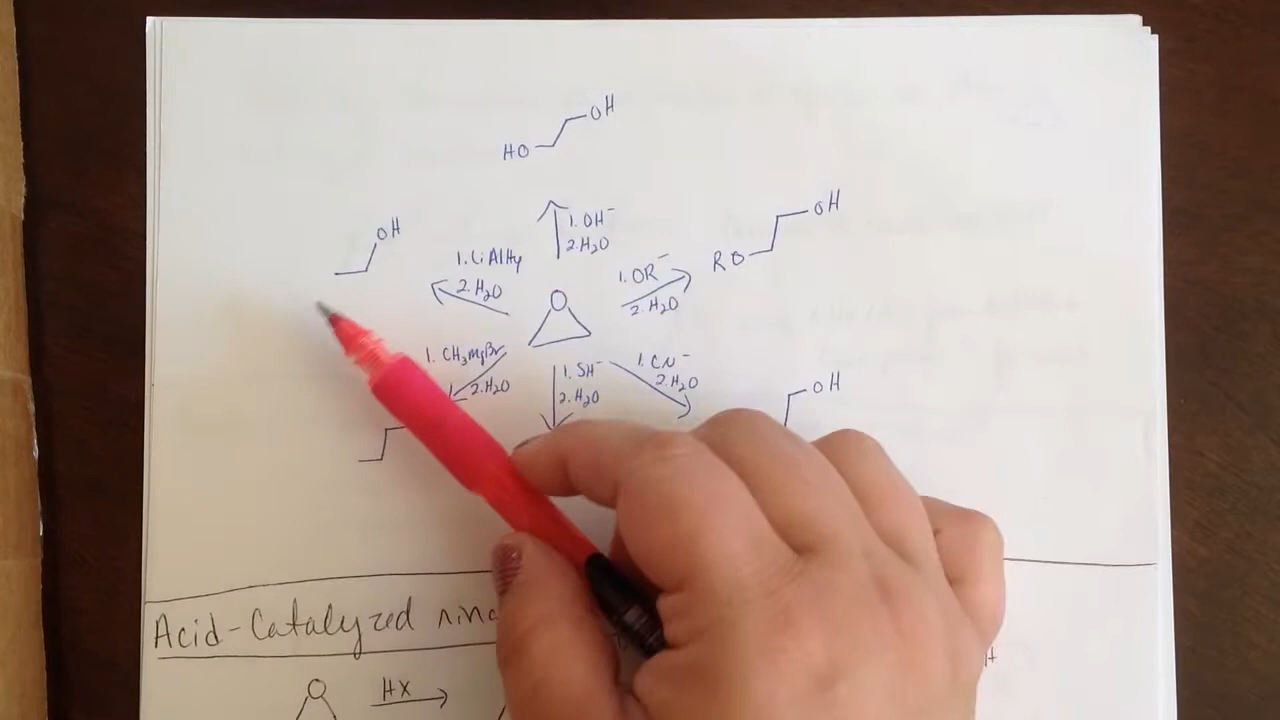 OH
HO
OH
OH
1. LiAlH4
2. H2O
1. OH⁻
2. H2O
1. OR⁻
2. H2O
RO
O
1. CH3MgBr
2. H2O
1. SH⁻
2. H2O
1. CN⁻
2. H2O
OH
Acid-Catalyzed
O
HX